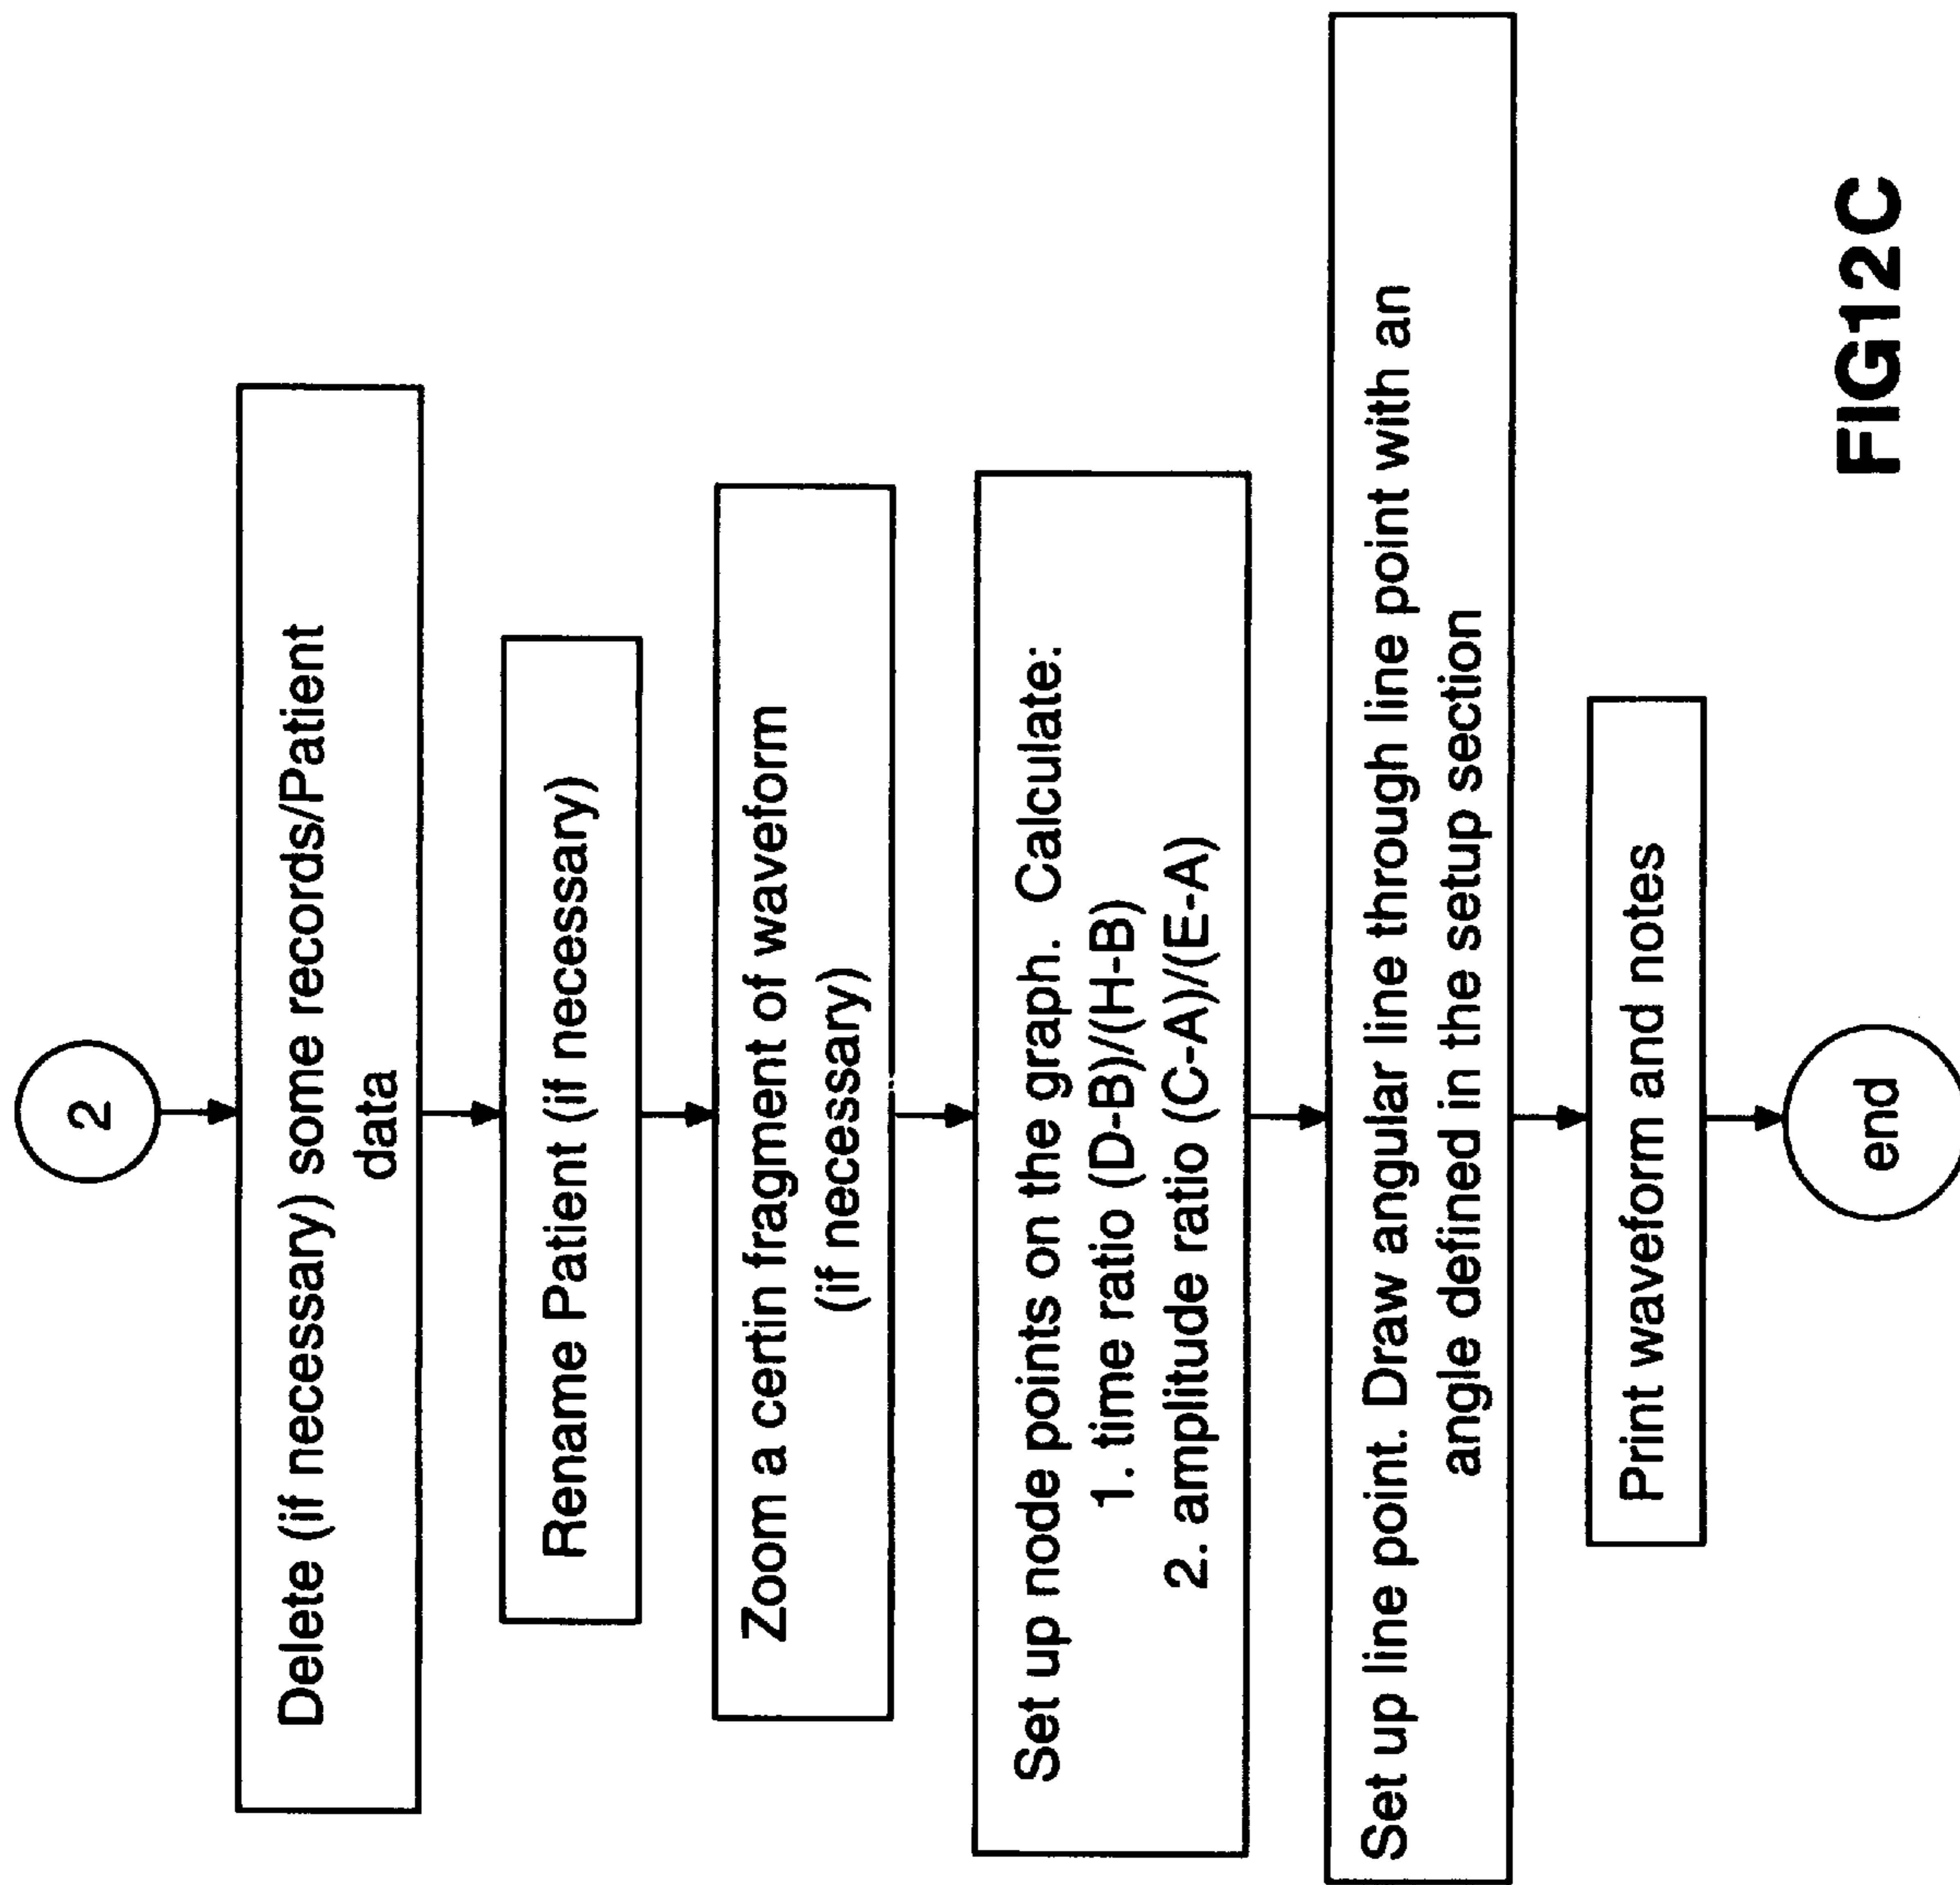 2
Delete (if necessary) some records/Patient
data
Rename Patient (if necessary)
Zoom a centin fragment of waveform
(if necessary)
Set up node points on the graph. Calculate:
1. time ratio (D-B)/(H-B)
2. amplitude ratio (C-A)/(E-A)
Set up line point. Draw angular line through line point with an
angle defined in the setup section
Print waveform and notes
end
FIG12C